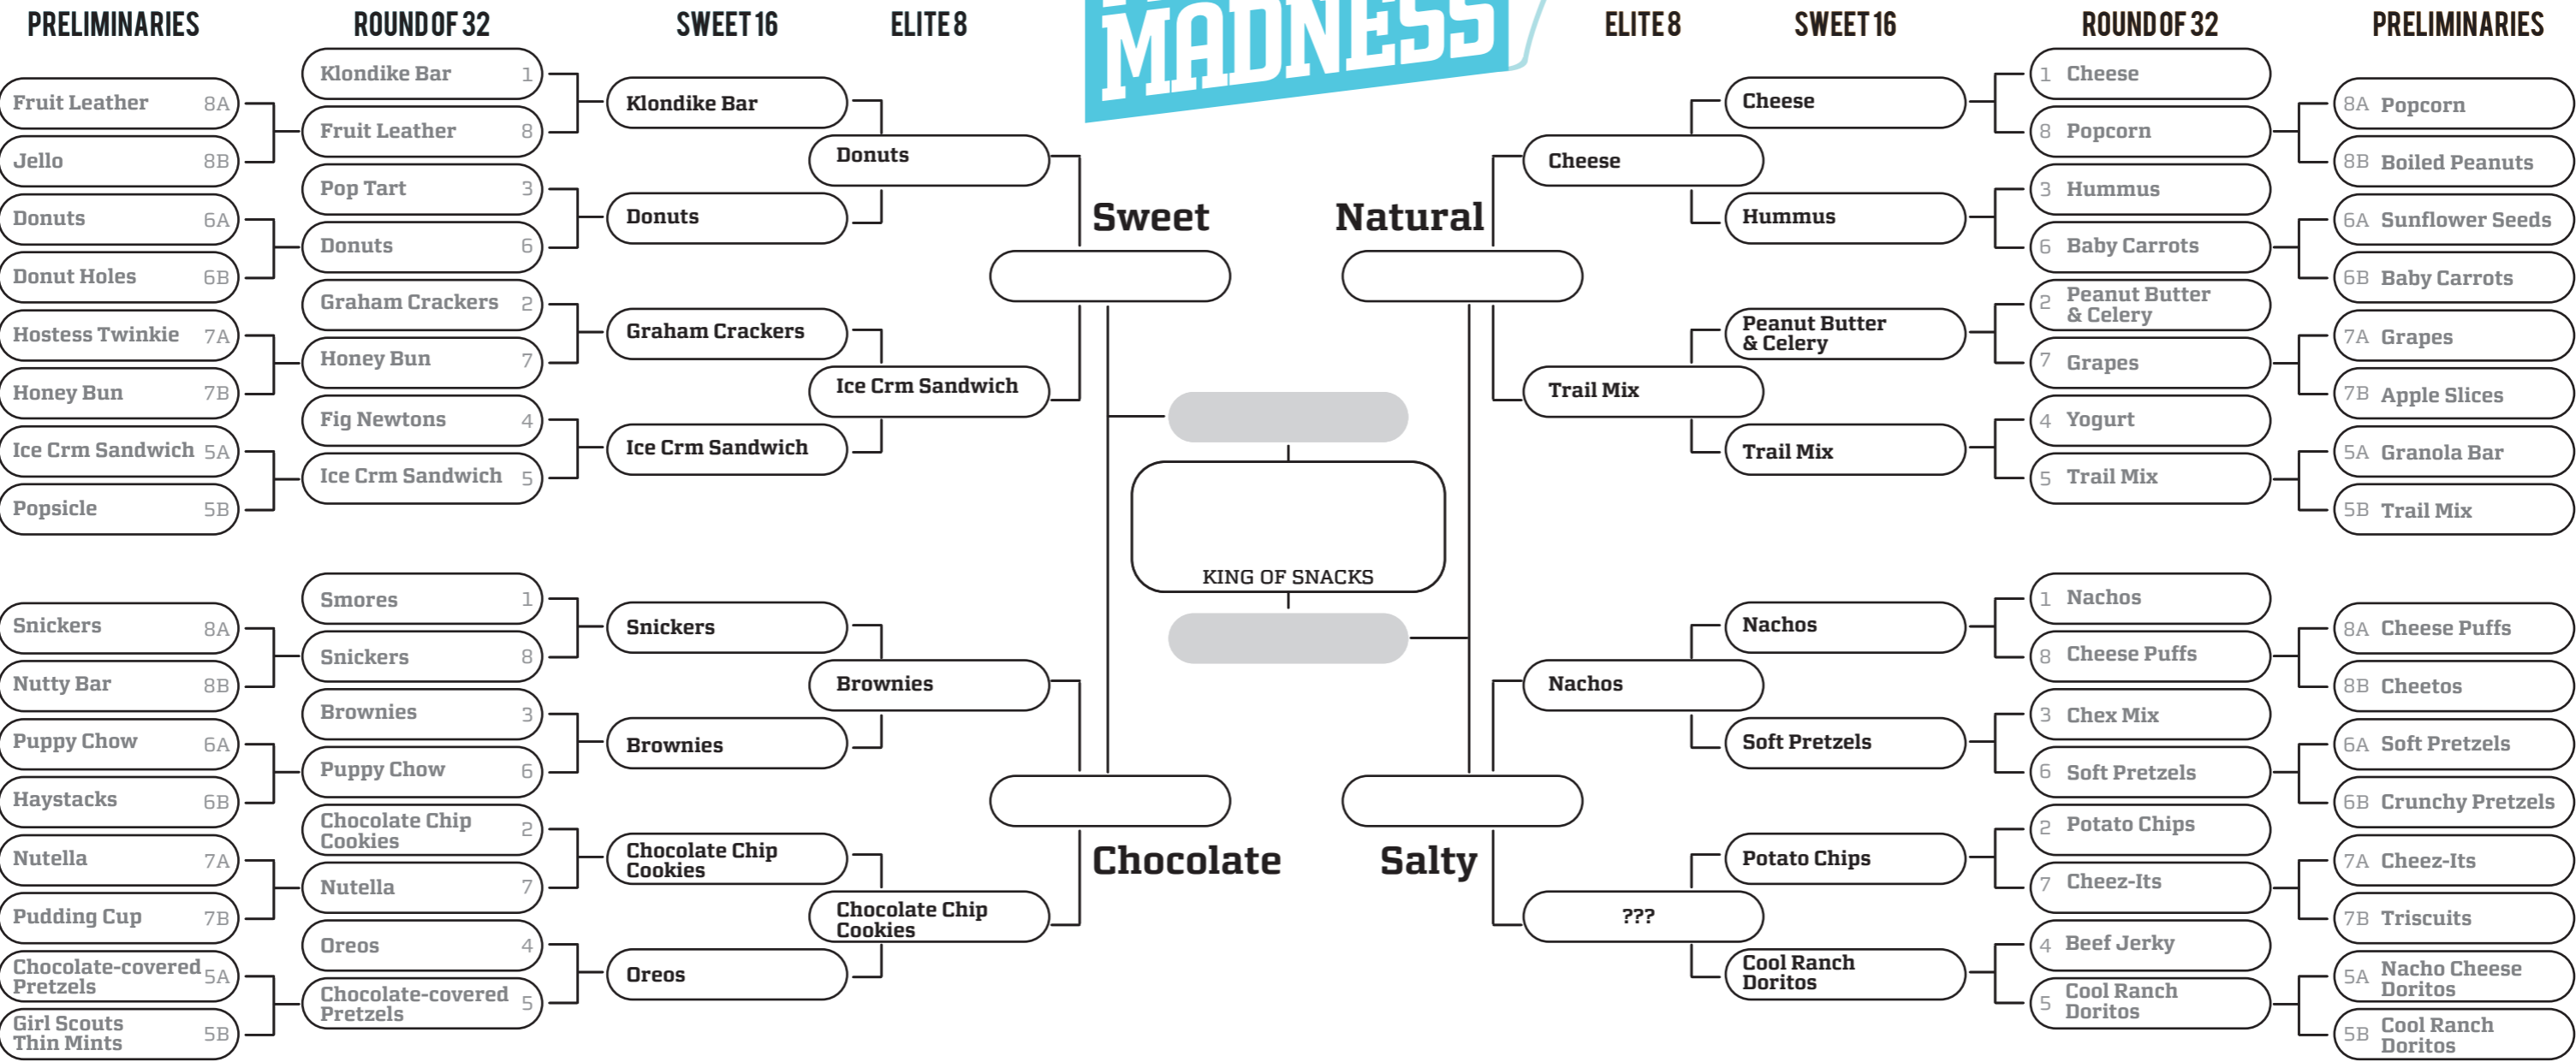 PRELIMINARIES
ROUND OF 32
SWEET 16
ELITE 8
MADNESS
ELITE 8
SWEET 16
ROUND OF 32
PRELIMINARIES
Fruit Leather 8A
Jello 8B
Donuts 6A
Donut Holes 6B
Hostess Twinkie 7A
Honey Bun 7B
Ice Crm Sandwich 5A
Popsicle 5B
Klondike Bar 1
Fruit Leather 8
Pop Tart 3
Donuts 6
Graham Crackers 2
Honey Bun 7
Fig Newtons 4
Ice Crm Sandwich 5
Klondike Bar
Donuts
Graham Crackers
Ice Crm Sandwich
Donuts
Ice Crm Sandwich
Sweet
Snickers 8A
Nutty Bar 8B
Puppy Chow 6A
Haystacks 6B
Nutella 7A
Pudding Cup 7B
Chocolate-covered
Pretzels 5A
Girl Scouts
Thin Mints 5B
Smores 1
Snickers 8
Brownies 3
Puppy Chow 6
Chocolate Chip
Cookies 2
Nutella 7
Oreos 4
Chocolate-covered
Pretzels 5
Snickers
Brownies
Chocolate Chip
Cookies
Oreos
Brownies
Chocolate Chip
Cookies
Chocolate
KING OF SNACKS
Natural
Cheese
Trail Mix
Cheese
Hummus
Peanut Butter
& Celery
Trail Mix
1 Cheese
8 Popcorn
3 Hummus
6 Baby Carrots
2 Peanut Butter
& Celery
7 Grapes
4 Yogurt
5 Trail Mix
8A Popcorn
8B Boiled Peanuts
6A Sunflower Seeds
6B Baby Carrots
7A Grapes
7B Apple Slices
5A Granola Bar
5B Trail Mix
Salty
Nachos
???
Nachos
Soft Pretzels
Potato Chips
Cool Ranch
Doritos
1 Nachos
8 Cheese Puffs
3 Chex Mix
6 Soft Pretzels
2 Potato Chips
7 Cheez-Its
4 Beef Jerky
5 Cool Ranch
Doritos
8A Cheese Puffs
8B Cheetos
6A Soft Pretzels
6B Crunchy Pretzels
7A Cheez-Its
7B Triscuits
5A Nacho Cheese
Doritos
5B Cool Ranch
Doritos